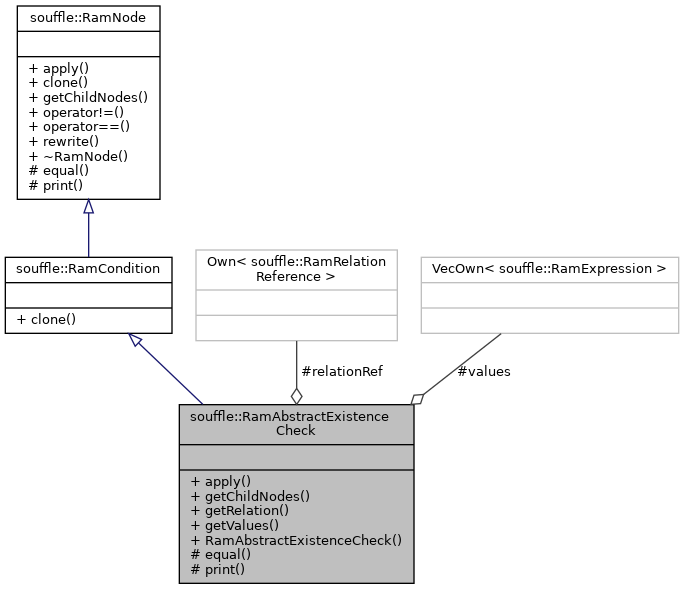 souffle::RamNode
+ apply()
+ clone()
+ getChildNodes()
+ operator!=()
+ operator==()
+ rewrite()
+ ~RamNode()
# equal()
# print()
souffle::RamCondition
+ clone()
Own< souffle::RamRelation
Reference >
VecOwn< souffle::RamExpression >
#relationRef
#values
souffle::RamAbstractExistence
Check
+ apply()
+ getChildNodes()
+ getRelation()
+ getValues()
+ RamAbstractExistenceCheck()
# equal()
# print()